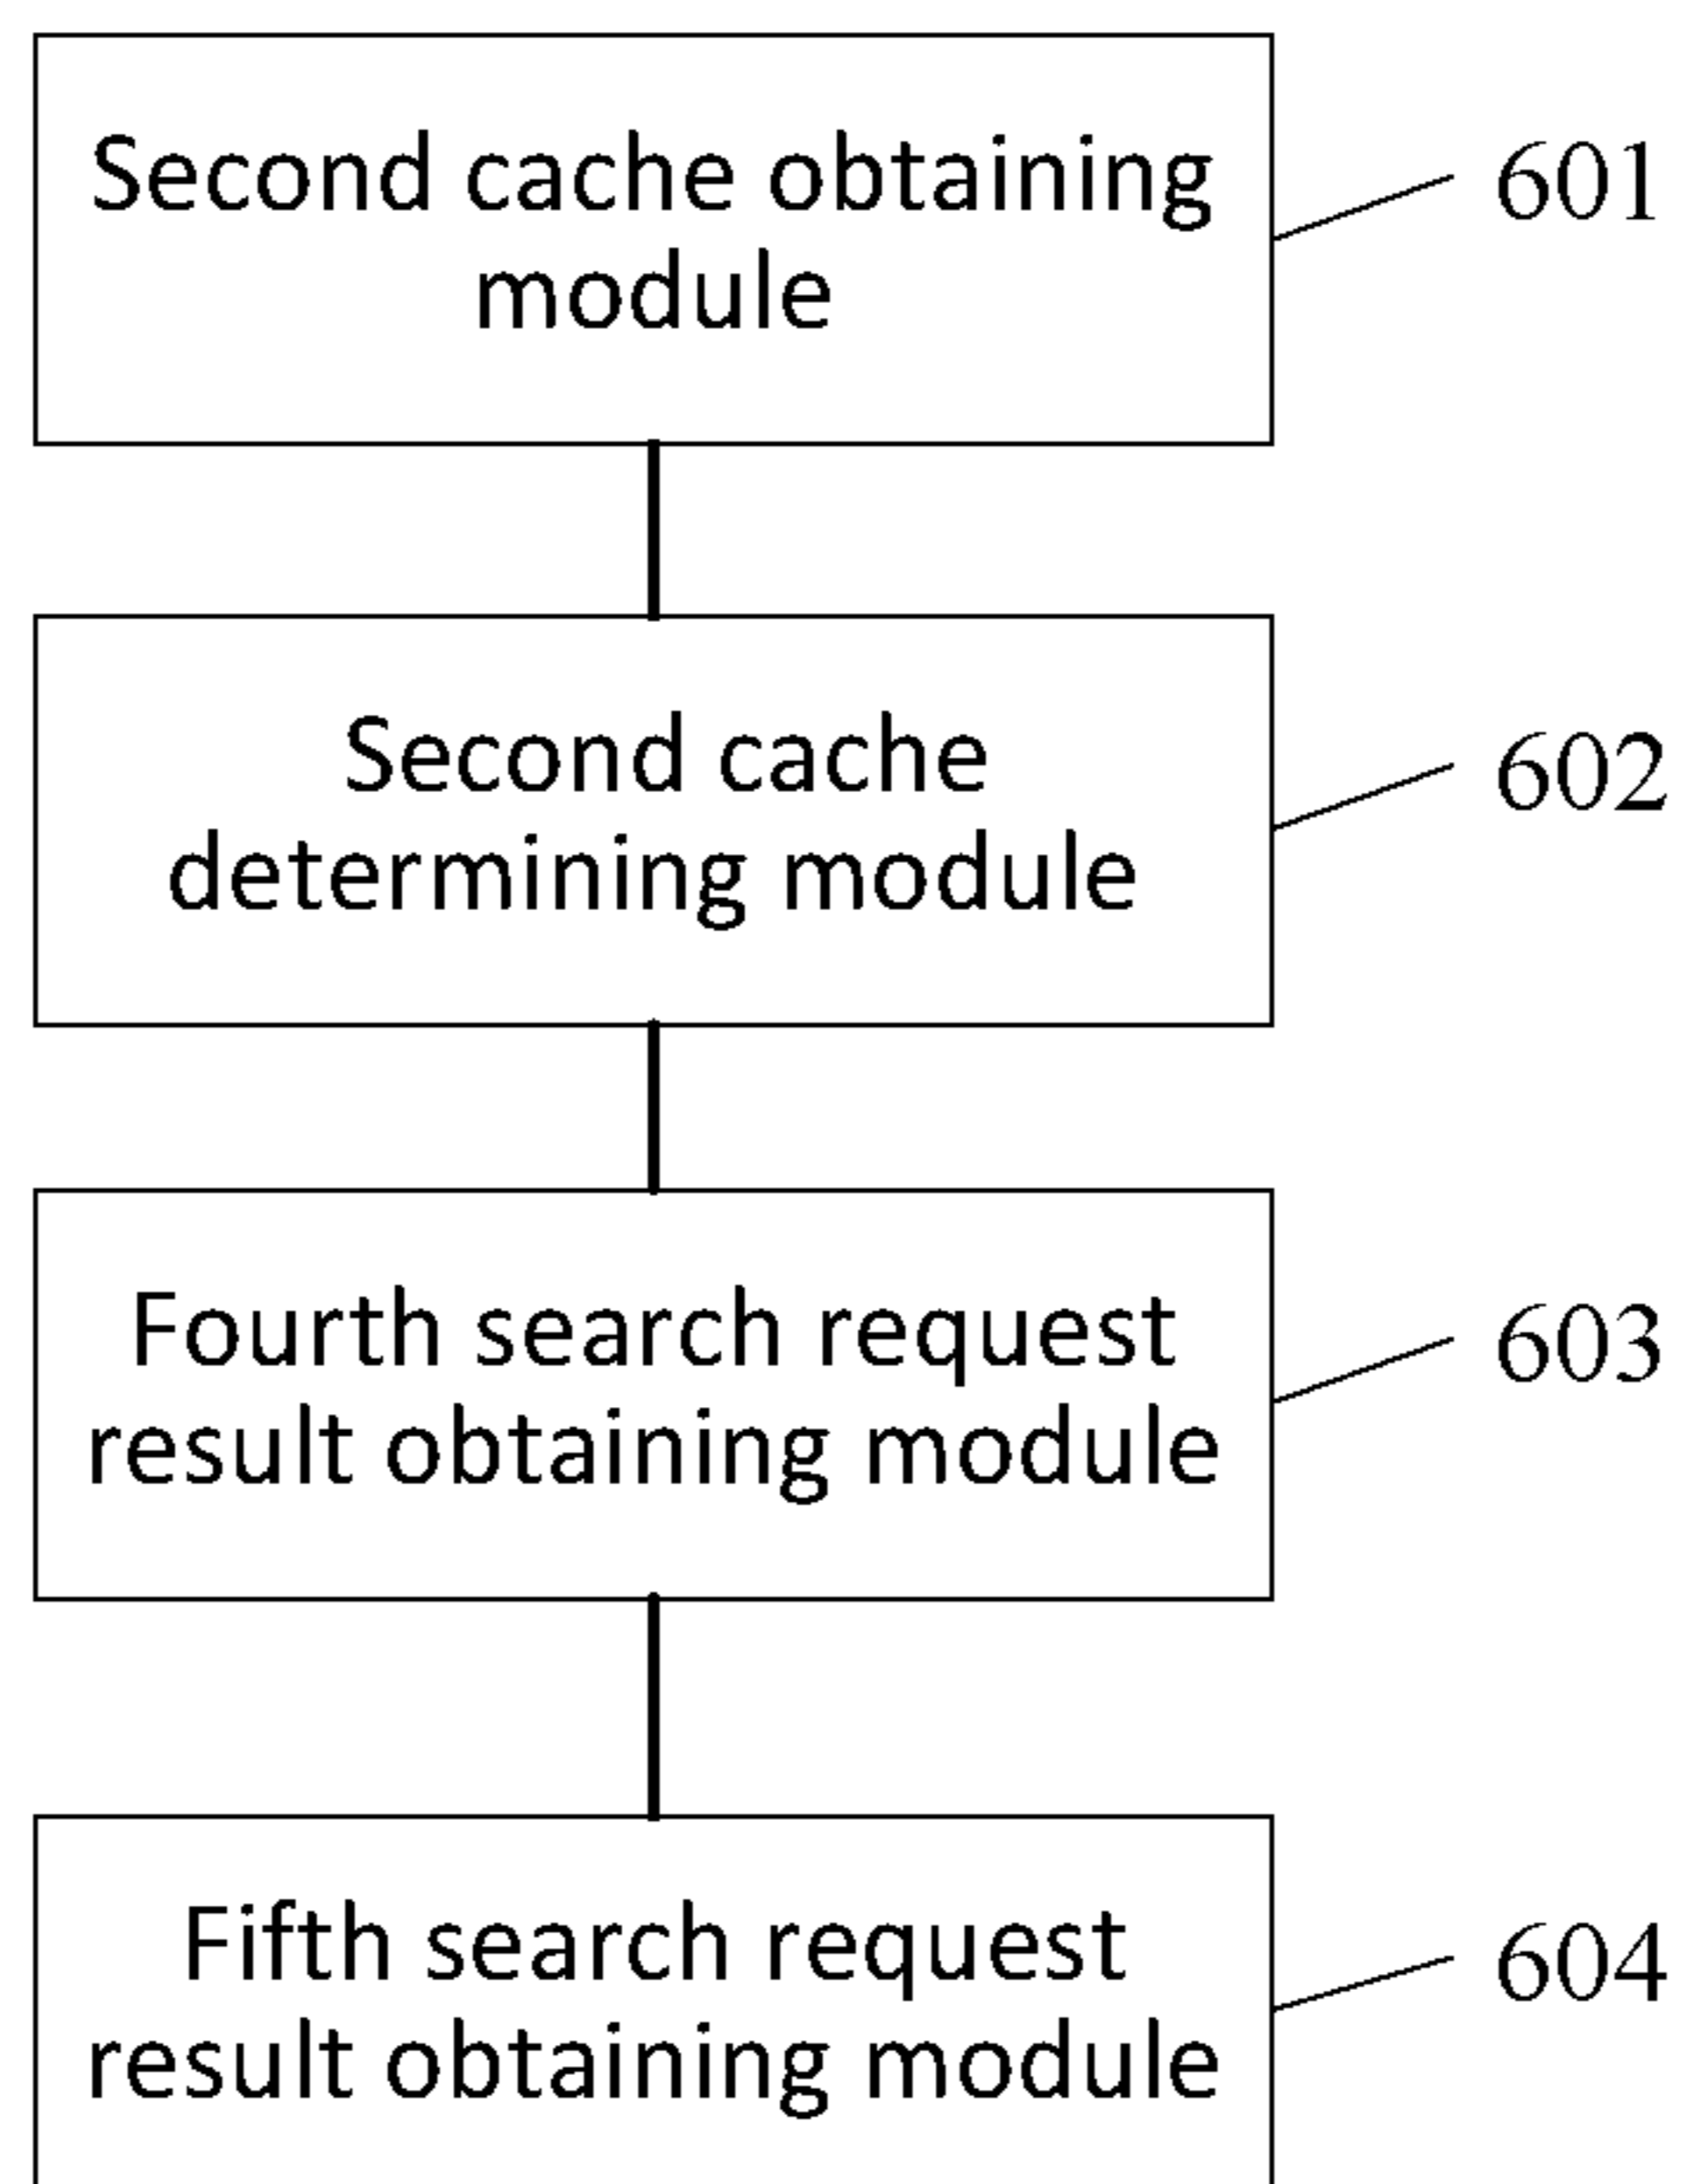 Second cache obtaining
module
601
Second cache
determining module
602
Fourth search request
result obtaining module
603
Fifth search request
result obtaining module
604